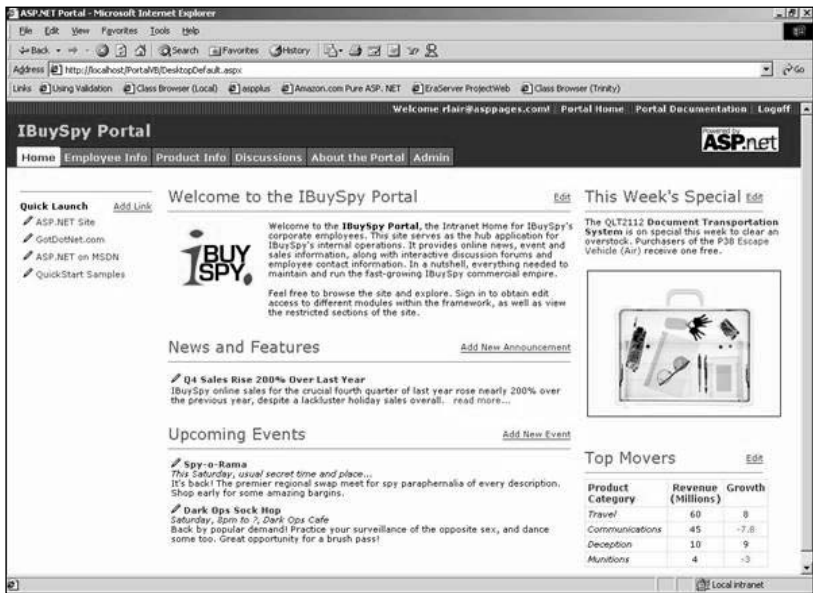 ASP.NET Portal - Microsoft Internet Explorer
File Edit View Favorites Tools Help
Back Search Favorites History
Address http://localhost/PortalVB/DesktopDefault.aspx Go
Links Using Validation Class Browser (Local) aspplus Amazon.com Pure ASP. NET EraServer ProjectWeb Class Browser (Trinity)
Welcome rlair@asppages.com! | Portal Home | Portal Documentation | Logoff
IBuySpy Portal
Powered by
ASP.net
Home Employee Info Product Info Discussions About the Portal Admin
Quick Launch Add Link
ASP.NET Site
GotDotNet.com
ASP.NET on MSDN
QuickStart Samples
Welcome to the IBuySpy Portal Edit
I BUY
SPY.
Welcome to the IBuySpy Portal, the Intranet Home for IBuySpy's
corporate employees. This site serves as the hub application for
IBuySpy's internal operations. It provides online news, event and
sales information, along with interactive discussion forums and
employee contact information. In a nutshell, everything needed to
maintain and run the fast-growing IBuySpy commercial empire.
Feel free to browse the site and explore. Sign in to obtain edit
access to different modules within the framework, as well as view
the restricted sections of the site.
News and Features Add New Announcement
Q4 Sales Rise 200% Over Last Year
IBuySpy online sales for the crucial fourth quarter of last year rose nearly 200% over
the previous year, despite a lackluster holiday sales overall. read more...
Upcoming Events Add New Event
Spy-o-Rama
This Saturday, usual secret time and place...
It's back! The premier regional swap meet for spy paraphernalia of every description.
Shop early for some amazing bargins.
Dark Ops Sock Hop
Saturday, 8pm to ?, Dark Ops Cafe
Back by popular demand! Practice your surveillance of the opposite sex, and dance
some too. Great opportunity for a brush pass!
This Week's Special Edit
The QLT2112 Document Transportation
System is on special this week to clear an
overstock. Purchasers of the P38 Escape
Vehicle (Air) receive one free.
Top Movers Edit
Product Category Revenue (Millions) Growth
Travel 60 8
Communications 45 -7.8
Deception 10 9
Munitions 4 -3
Local intranet